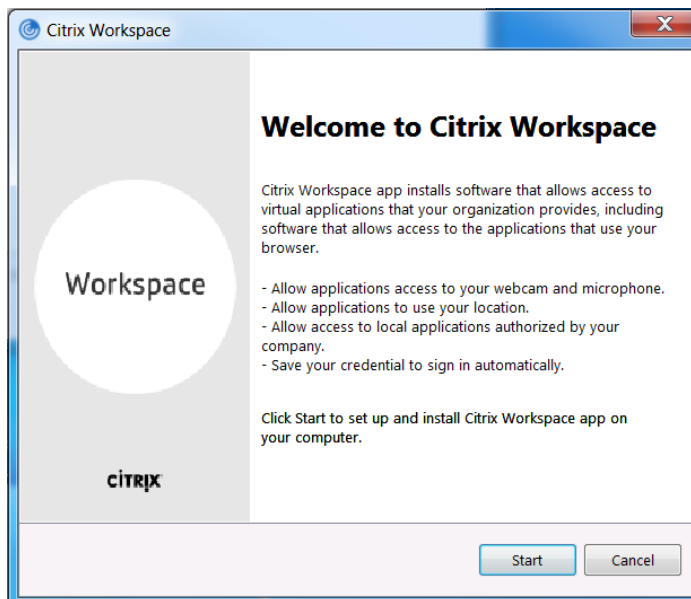 Citrix Workspace
X
Welcome to Citrix Workspace
Citrix Workspace app installs software that allows access to
virtual applications that your organization provides, including
software that allows access to the applications that use your
browser.
- Allow applications access to your webcam and microphone.
- Allow applications to use your location.
- Allow access to local applications authorized by your
company.
- Save your credential to sign in automatically.
Click Start to set up and install Citrix Workspace app on
your computer.
Workspace
CİTRIX
Start Cancel